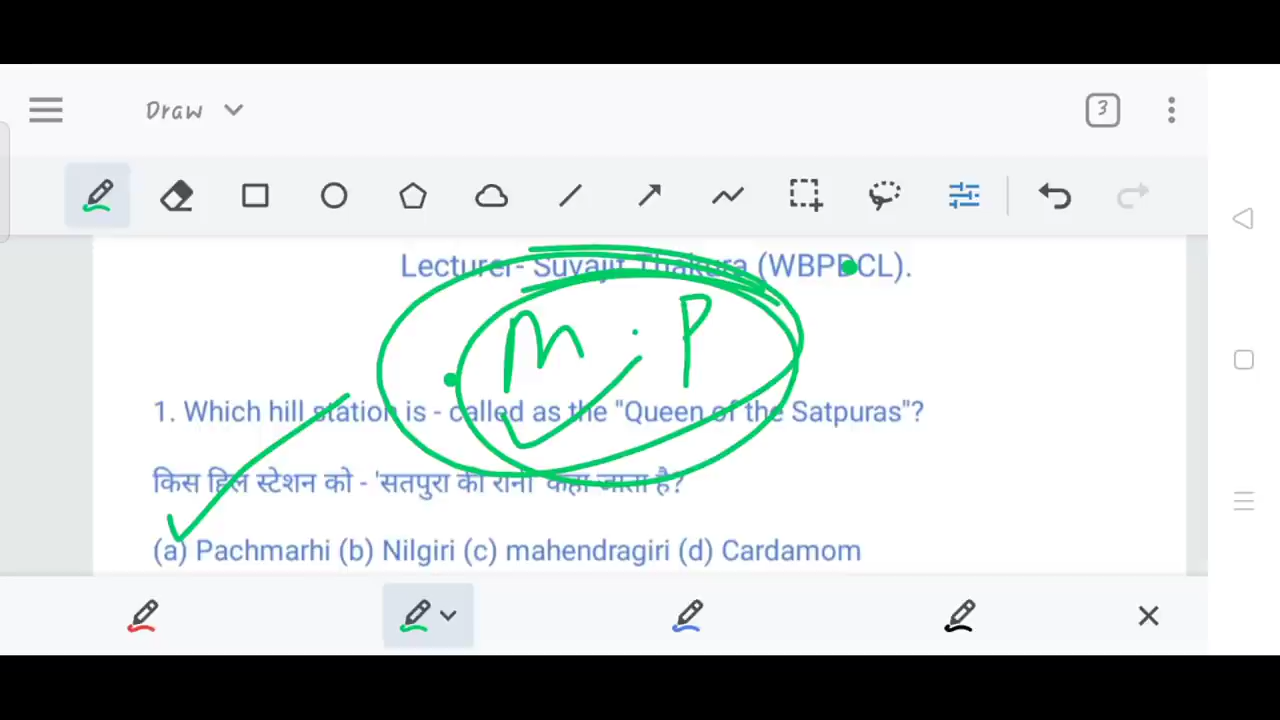 Draw
3
Lecturer- Suvajit Thakura (WBPDCL).
M.P
1. Which hill station is - called as the "Queen of the Satpuras"?
किस हिल स्टेशन को - 'सतपुरा की रानी' कहा जाता है?
(a) Pachmarhi (b) Nilgiri (c) mahendragiri (d) Cardamom